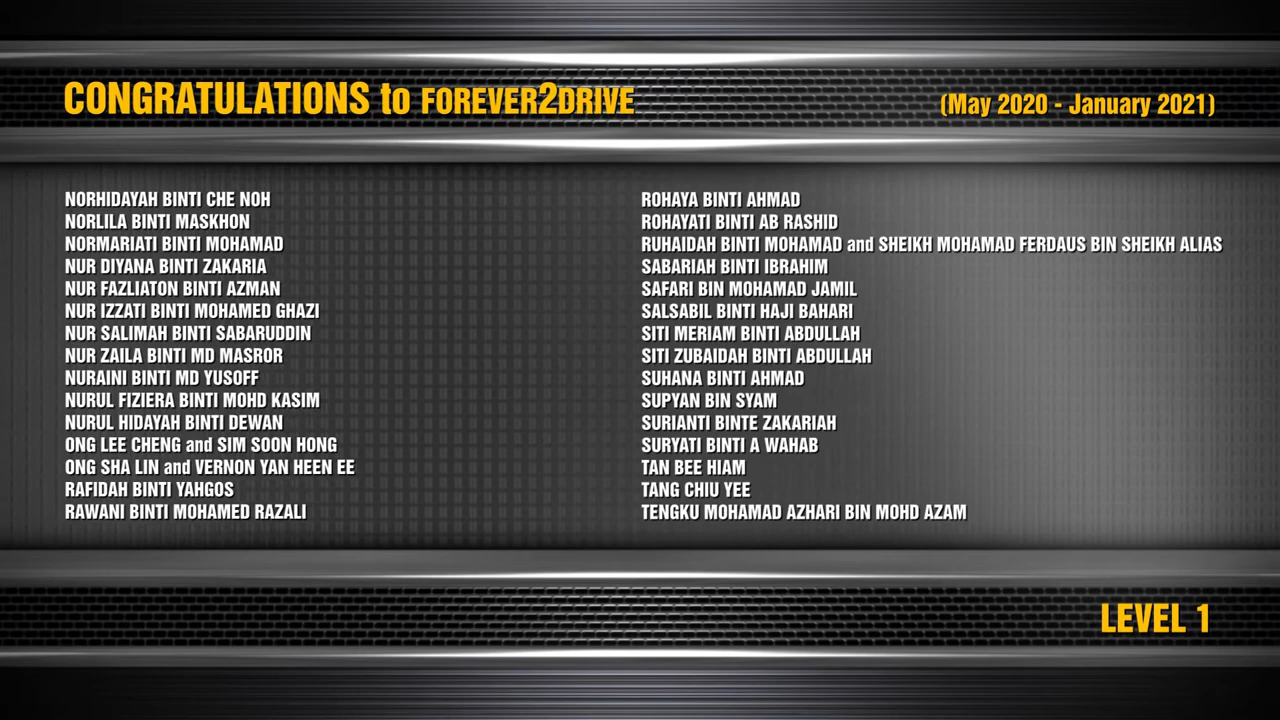 CONGRATULATIONS to FOREVER2DRIVE
(May 2020 - January 2021)
NORHIDAYAH BINTI CHE NOH
NORLILA BINTI MASKHON
NORMARIATI BINTI MOHAMAD
NUR DIYANA BINTI ZAKARIA
NUR FAZLIATON BINTI AZMAN
NUR IZZATI BINTI MOHAMED GHAZI
NUR SALIMAH BINTI SABARUDDIN
NUR ZAILA BINTI MD MASROR
NURAINI BINTI MD YUSOFF
NURUL FIZIERA BINTI MOHD KASIM
NURUL HIDAYAH BINTI DEWAN
ONG LEE CHENG and SIM SOON HONG
ONG SHA LIN and VERNON YAN HEEN EE
RAFIDAH BINTI YAHGOS
RAWANI BINTI MOHAMED RAZALI
ROHAYA BINTI AHMAD
ROHAYATI BINTI AB RASHID
RUHAIDAH BINTI MOHAMAD and SHEIKH MOHAMAD FERDAUS BIN SHEIKH ALIAS
SABARIAH BINTI IBRAHIM
SAFARI BIN MOHAMAD JAMIL
SALSABIL BINTI HAJI BAHARI
SITI MERIAM BINTI ABDULLAH
SITI ZUBAIDAH BINTI ABDULLAH
SUHANA BINTI AHMAD
SUPYAN BIN SYAM
SURIANTI BINTE ZAKARIAH
SURYATI BINTI A WAHAB
TAN BEE HIAM
TANG CHIU YEE
TENGKU MOHAMAD AZHARI BIN MOHD AZAM
LEVEL 1